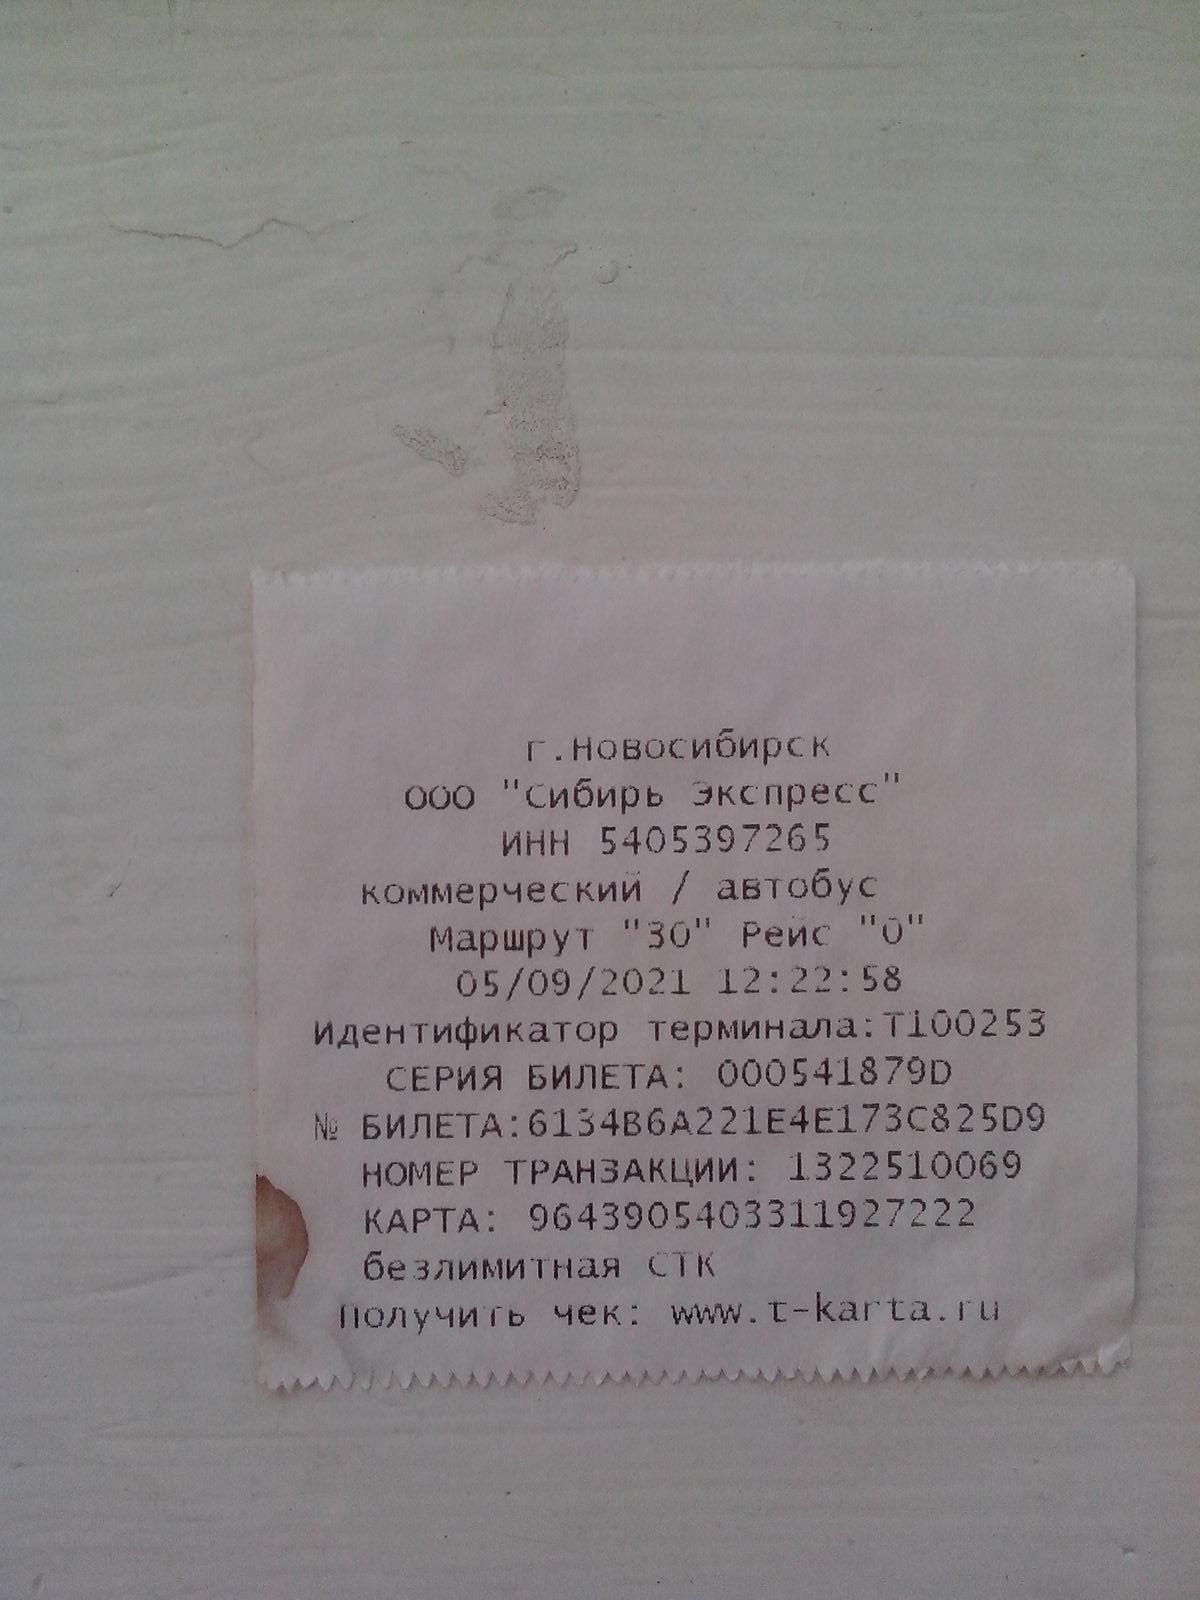 г.Новосибирск
ООО "Сибирь Экспресс"
ИНН 5405397265
коммерческий / автобус
Маршрут "30" Рейс "0"
05/09/2021 12:22:58
Идентификатор терминала:T100253
СЕРИЯ БИЛЕТА: 000541879D
№ БИЛЕТА:6134B6A221E4E173C825D9
НОМЕР ТРАНЗАКЦИИ: 1322510069
КАРТА: 9643905403311927222
безлимитная СТК
Получить чек: www.t-karta.ru